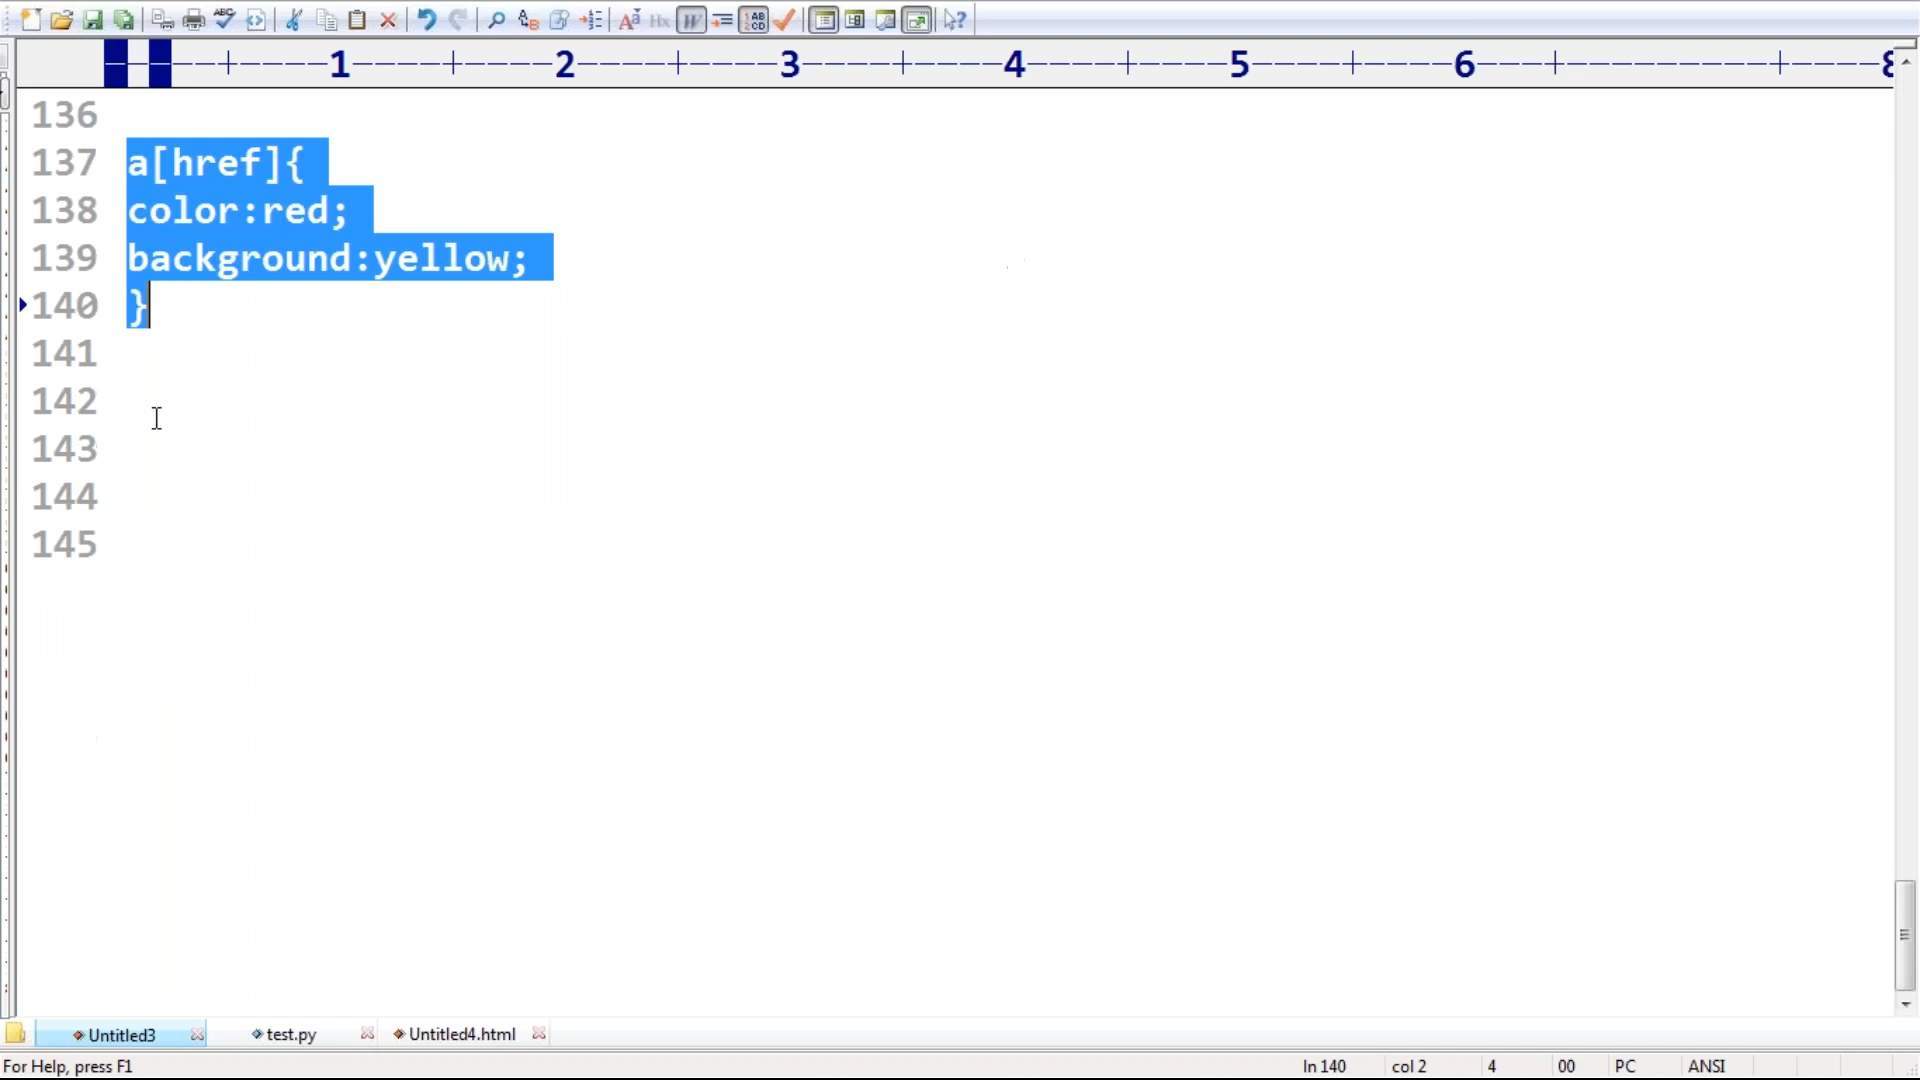 1 2 3 4 5 6 8
136
137 a[href]{
138 color:red;
139 background:yellow;
140 }
141
142
143
144
145
Untitled3 test.py Untitled4.html
For Help, press F1 ln 140 col 2 4 00 PC ANSI